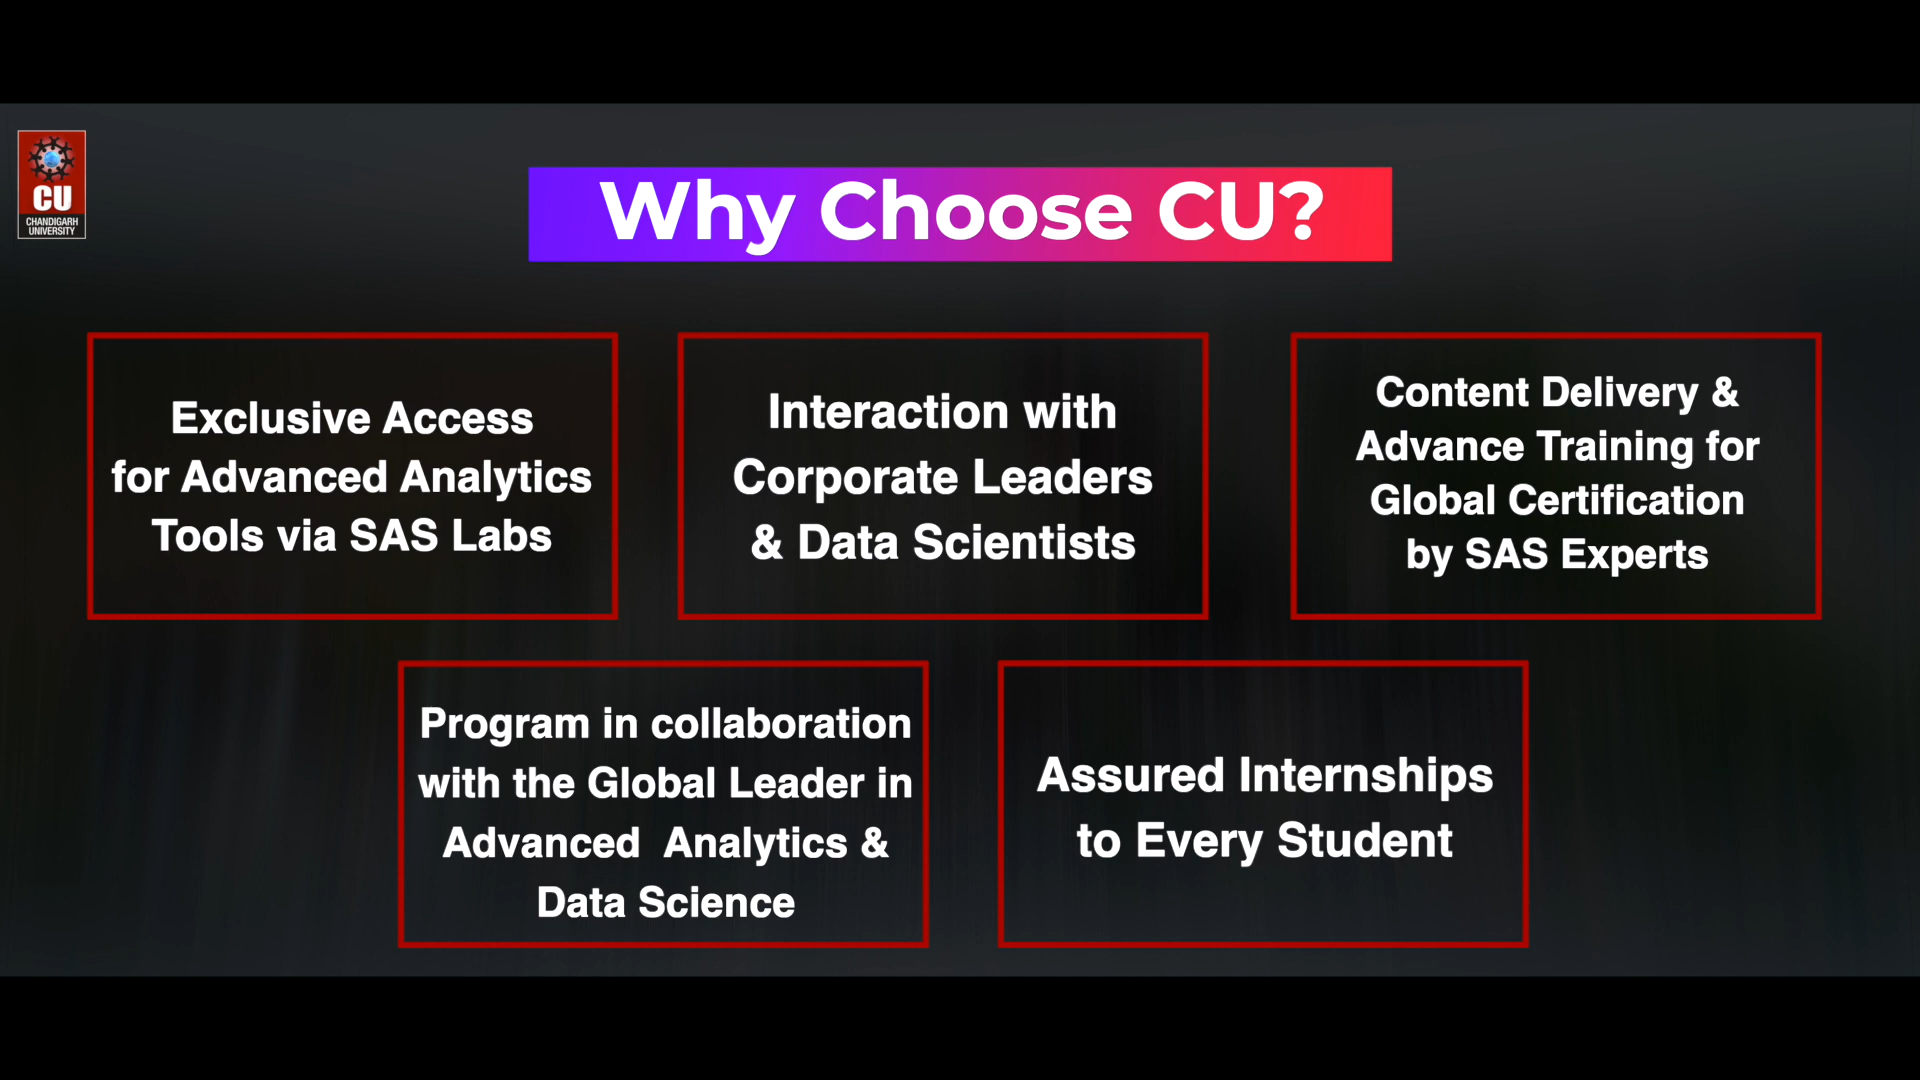 CU
CHANDIGARH
UNIVERSITY
Why Choose CU?
Exclusive Access
for Advanced Analytics
Tools via SAS Labs
Interaction with
Corporate Leaders
& Data Scientists
Content Delivery &
Advance Training for
Global Certification
by SAS Experts
Program in collaboration
with the Global Leader in
Advanced  Analytics &
Data Science
Assured Internships
to Every Student